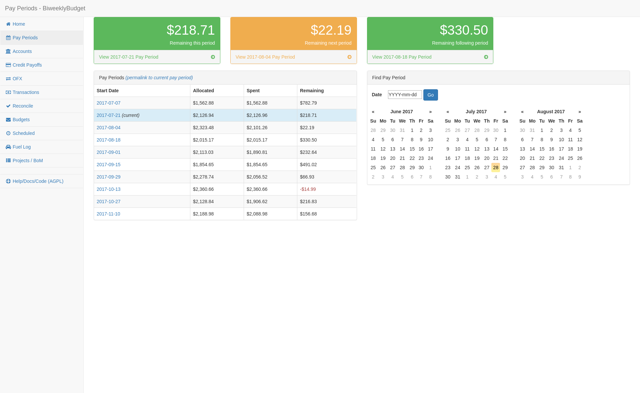 Pay Periods - BiweeklyBudget
Home
Pay Periods
Accounts
Credit Payoffs
OFX
Transactions
Reconcile
Budgets
Scheduled
Fuel Log
Projects / BoM
Help/Docs/Code (AGPL)
$218.71
Remaining this period
View 2017-07-21 Pay Period
$22.19
Remaining next period
View 2017-08-04 Pay Period
$330.50
Remaining following period
View 2017-08-18 Pay Period
Pay Periods (permalink to current pay period)
Start Date Allocated Spent Remaining
2017-07-07 $1,562.88 $1,562.88 $782.79
2017-07-21 (current) $2,126.84 $2,126.96 $218.71
2017-08-04 $2,323.48 $2,101.26 $22.19
2017-08-18 $2,015.17 $2,015.17 $330.50
2017-09-01 $2,113.03 $1,890.81 $232.64
2017-09-15 $1,854.65 $1,854.65 $491.02
2017-09-29 $2,278.74 $2,056.52 $66.93
2017-10-13 $2,360.66 $2,360.66 -$14.99
2017-10-27 $2,128.84 $1,906.62 $216.83
2017-11-10 $2,188.98 $2,088.98 $156.68
Find Pay Period
Date YYYY-mm-dd Go
« June 2017 »
Su Mo Tu We Th Fr Sa
28 29 30 31 1 2 3
4 5 6 7 8 9 10
11 12 13 14 15 16 17
18 19 20 21 22 23 24
25 26 27 28 29 30 1
2 3 4 5 6 7 8
« July 2017 »
Su Mo Tu We Th Fr Sa
25 26 27 28 29 30 1
2 3 4 5 6 7 8
9 10 11 12 13 14 15
16 17 18 19 20 21 22
23 24 25 26 27 28 29
30 31 1 2 3 4 5
« August 2017 »
Su Mo Tu We Th Fr Sa
30 31 1 2 3 4 5
6 7 8 9 10 11 12
13 14 15 16 17 18 19
20 21 22 23 24 25 26
27 28 29 30 31 1 2
3 4 5 6 7 8 9